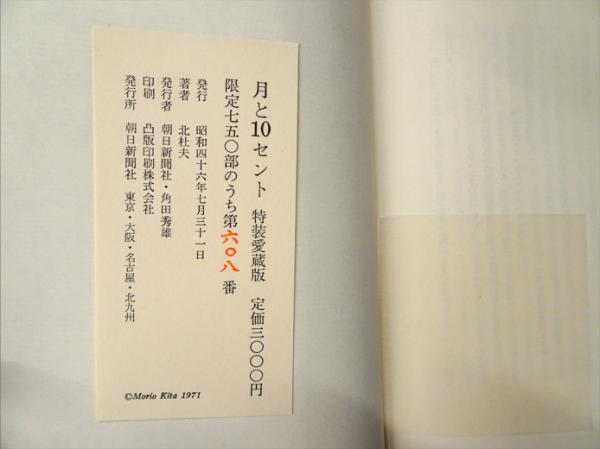 月と10セント 特装愛蔵版 定価三〇〇〇円
限定七五〇部のうち第六〇八番
発行 昭和四十六年七月三十一日
著者 北杜夫
発行者 朝日新聞社・角田秀雄
印刷 凸版印刷株式会社
発行所 朝日新聞社 東京・大阪・名古屋・北九州
©Morio Kita 1971